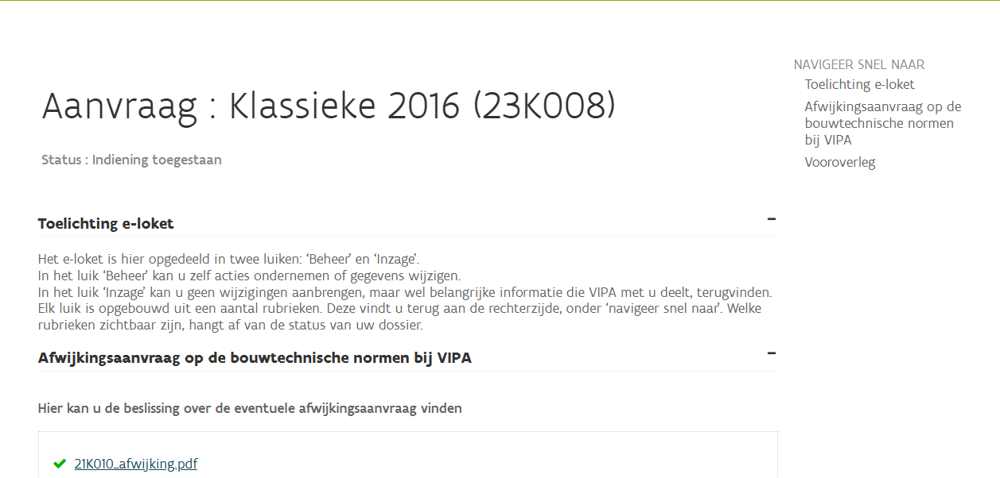 NAVIGEER SNEL NAAR
Toelichting e-loket
Afwijkingsaanvraag op de
bouwtechnische normen
bij VIPA
Vooroverleg
Aanvraag : Klassieke 2016 (23K008)
Status : Indiening toegestaan
Toelichting e-loket
Het e-loket is hier opgedeeld in twee luiken: ‘Beheer’ en ‘Inzage’.
In het luik ‘Beheer’ kan u zelf acties ondernemen of gegevens wijzigen.
In het luik ‘Inzage’ kan u geen wijzigingen aanbrengen, maar wel belangrijke informatie die VIPA met u deelt, terugvinden.
Elk luik is opgebouwd uit een aantal rubrieken. Deze vindt u terug aan de rechterzijde, onder ‘navigeer snel naar’. Welke
rubrieken zichtbaar zijn, hangt af van de status van uw dossier.
Afwijkingsaanvraag op de bouwtechnische normen bij VIPA
Hier kan u de beslissing over de eventuele afwijkingsaanvraag vinden
21K010_afwijking.pdf